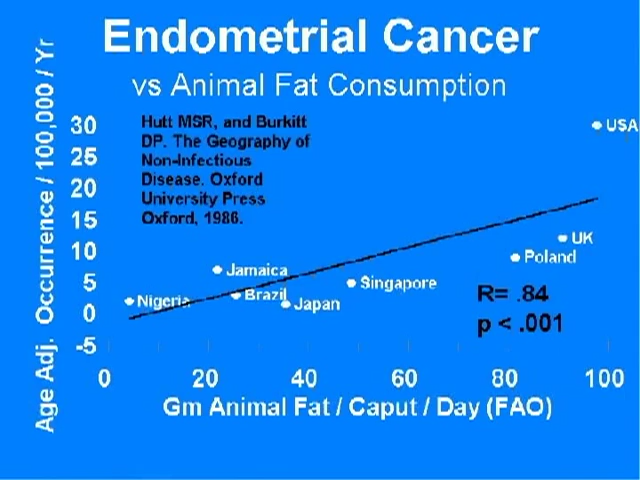 Endometrial Cancer
vs Animal Fat Consumption
Age Adj. Occurrence / 100,000 / Yr
Hutt MSR, and Burkitt
DP. The Geography of
Non-Infectious
Disease. Oxford
University Press
Oxford, 1986.
30
25
20
15
10
5
0
-5
USA
UK
Poland
Jamaica
Singapore
Nigeria
Brazil
Japan
R= .84
p < .001
0 20 40 60 80 100
Gm Animal Fat / Caput / Day (FAO)